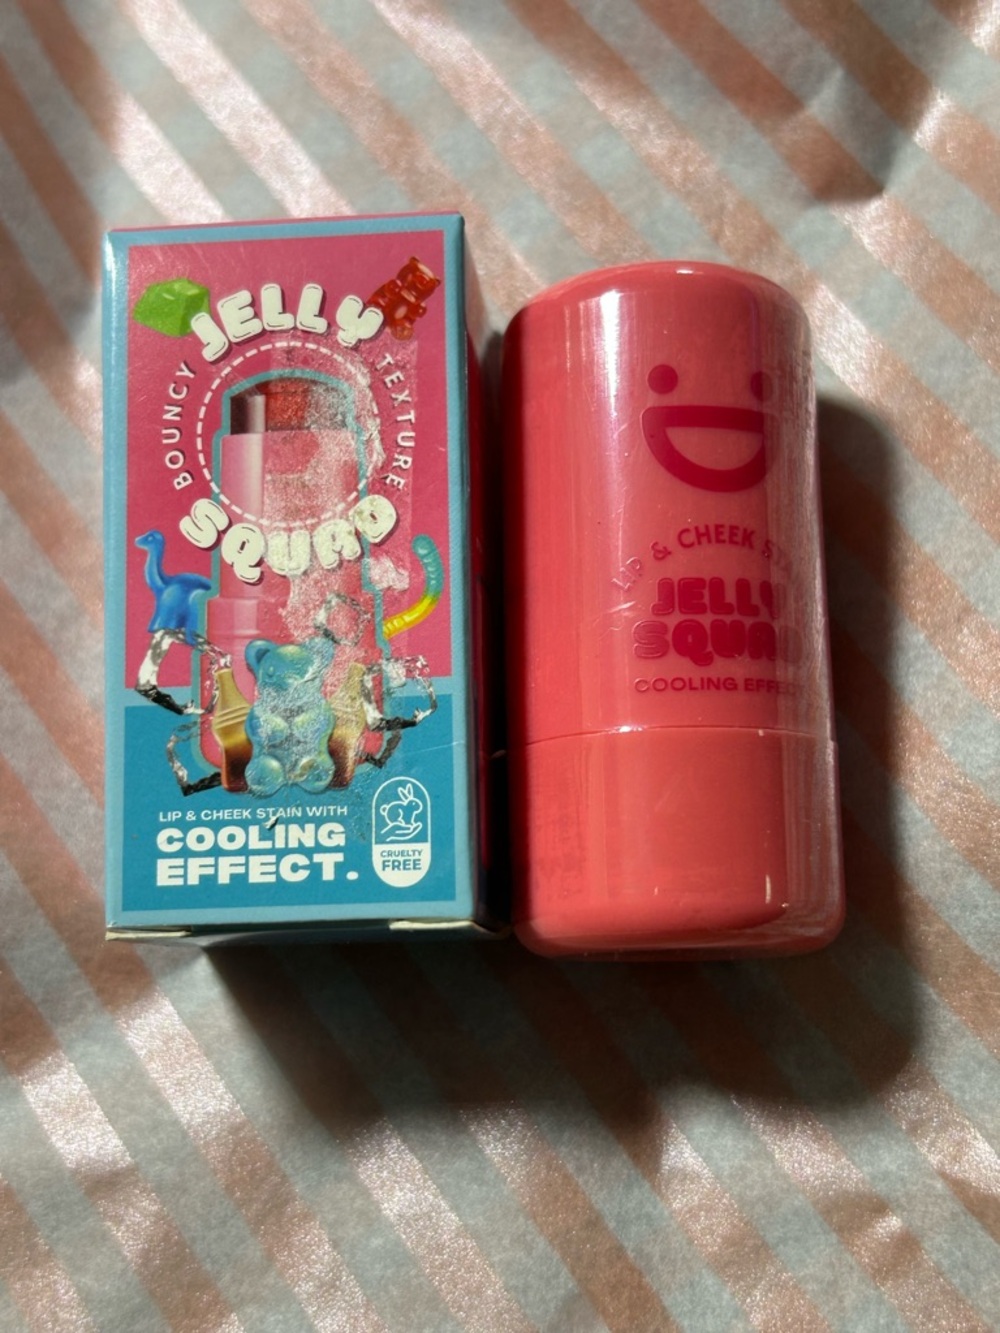 JELLY
BOUNCY
TEXTURE
SQUAD
LIP & CHEEK STAIN WITH
COOLING
EFFECT.
CRUELTY
FREE
LIP & CHEEK
JELLY
SQUAD
COOLING EFFECT